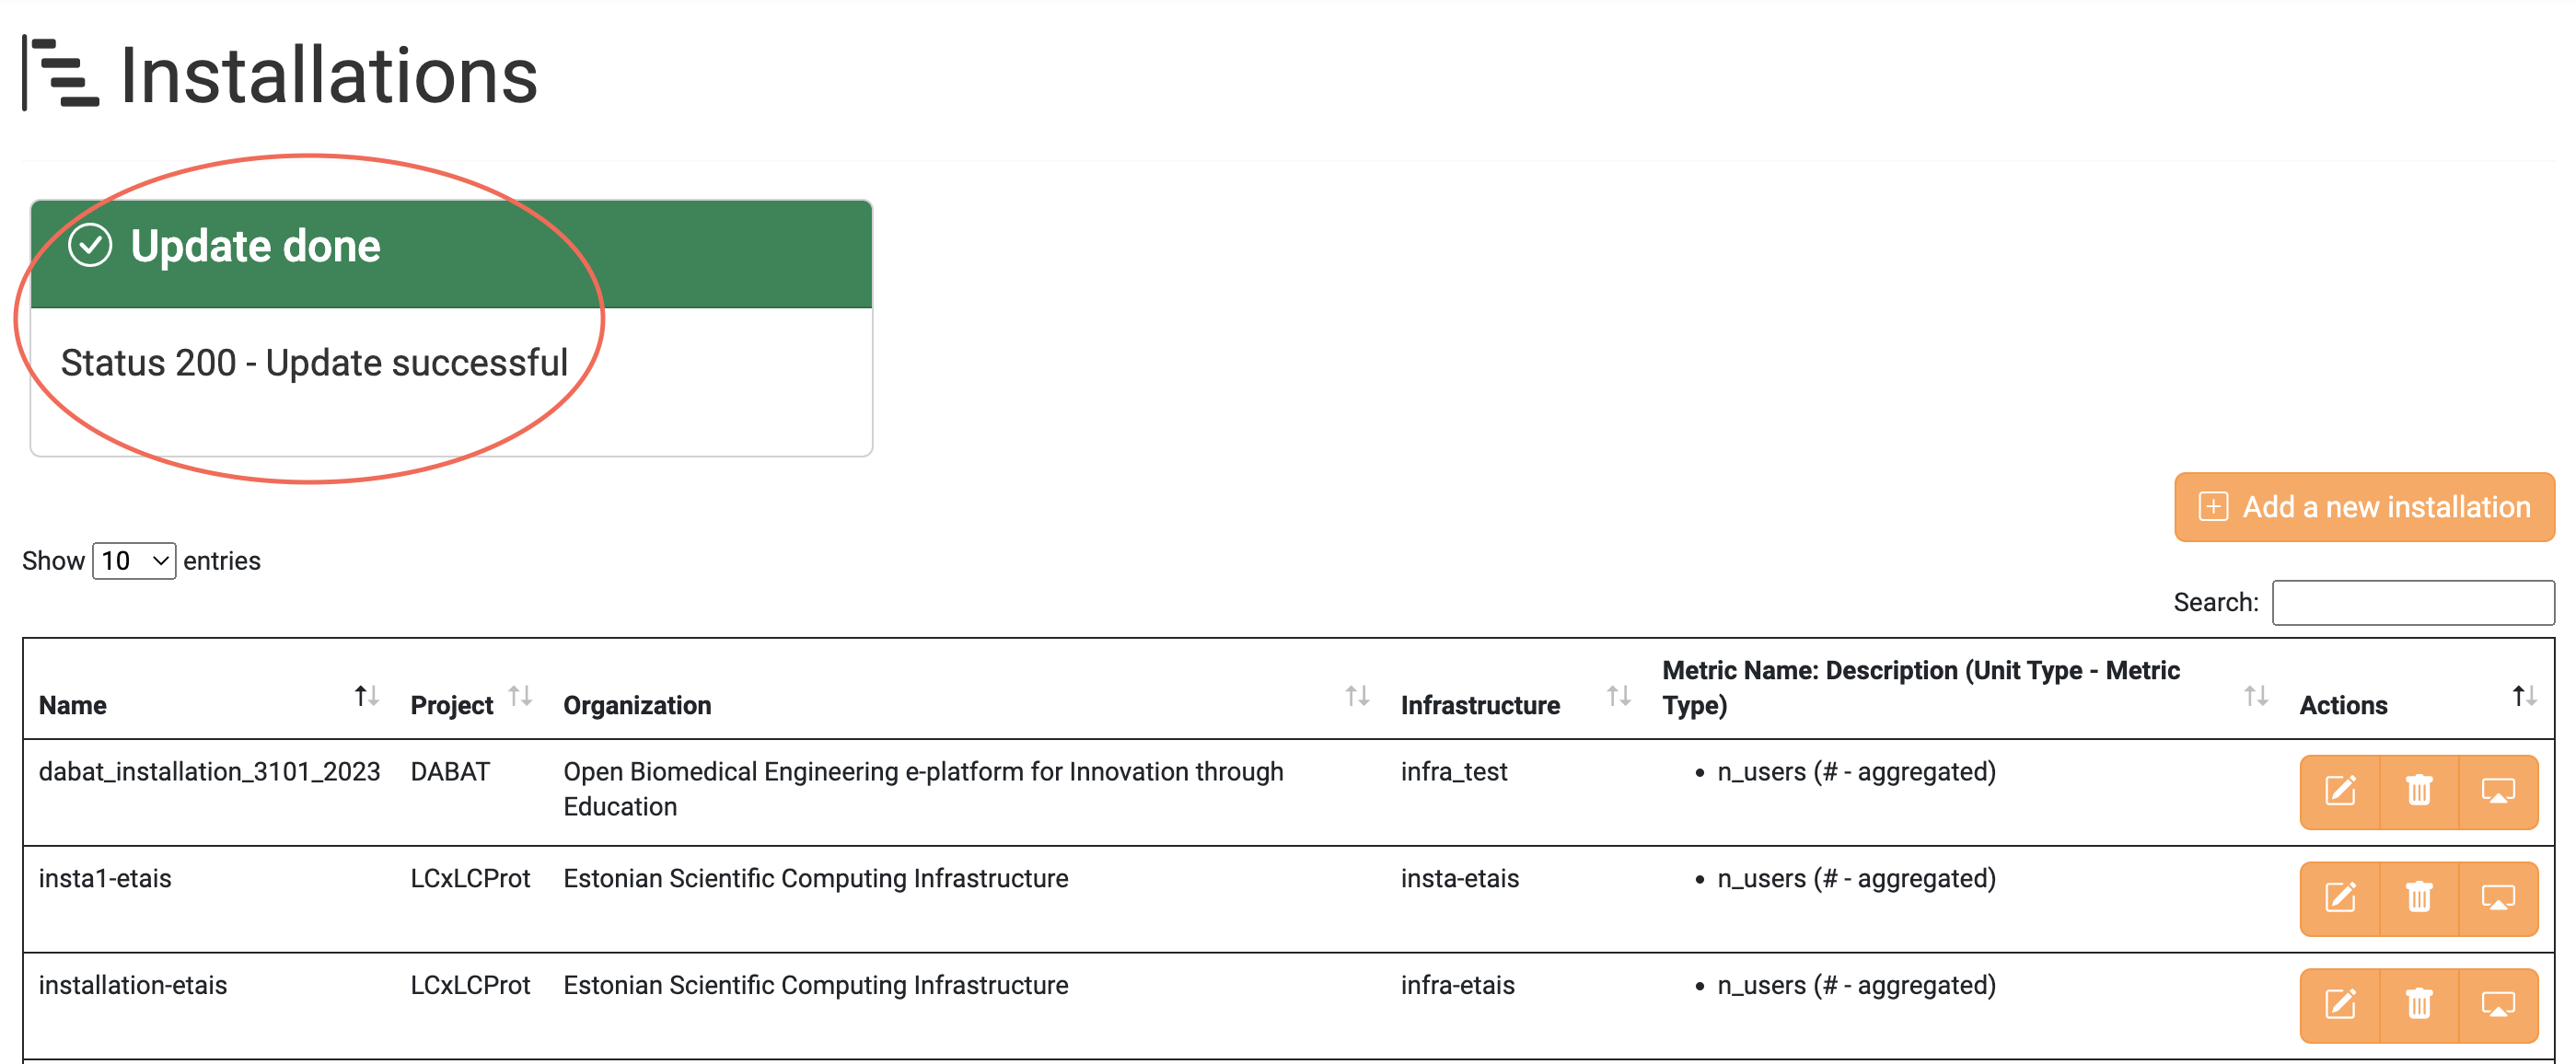 Installations
Update done
Status 200 - Update successful
Add a new installation
Show 10 entries
Search:
Name Project Organization Infrastructure Metric Name: Description (Unit Type - Metric
Type) Actions
dabat_installation_3101_2023 DABAT Open Biomedical Engineering e-platform for Innovation through
Education infra_test • n_users (# - aggregated)
insta1-etais LCxLCProt Estonian Scientific Computing Infrastructure insta-etais • n_users (# - aggregated)
installation-etais LCxLCProt Estonian Scientific Computing Infrastructure infra-etais • n_users (# - aggregated)